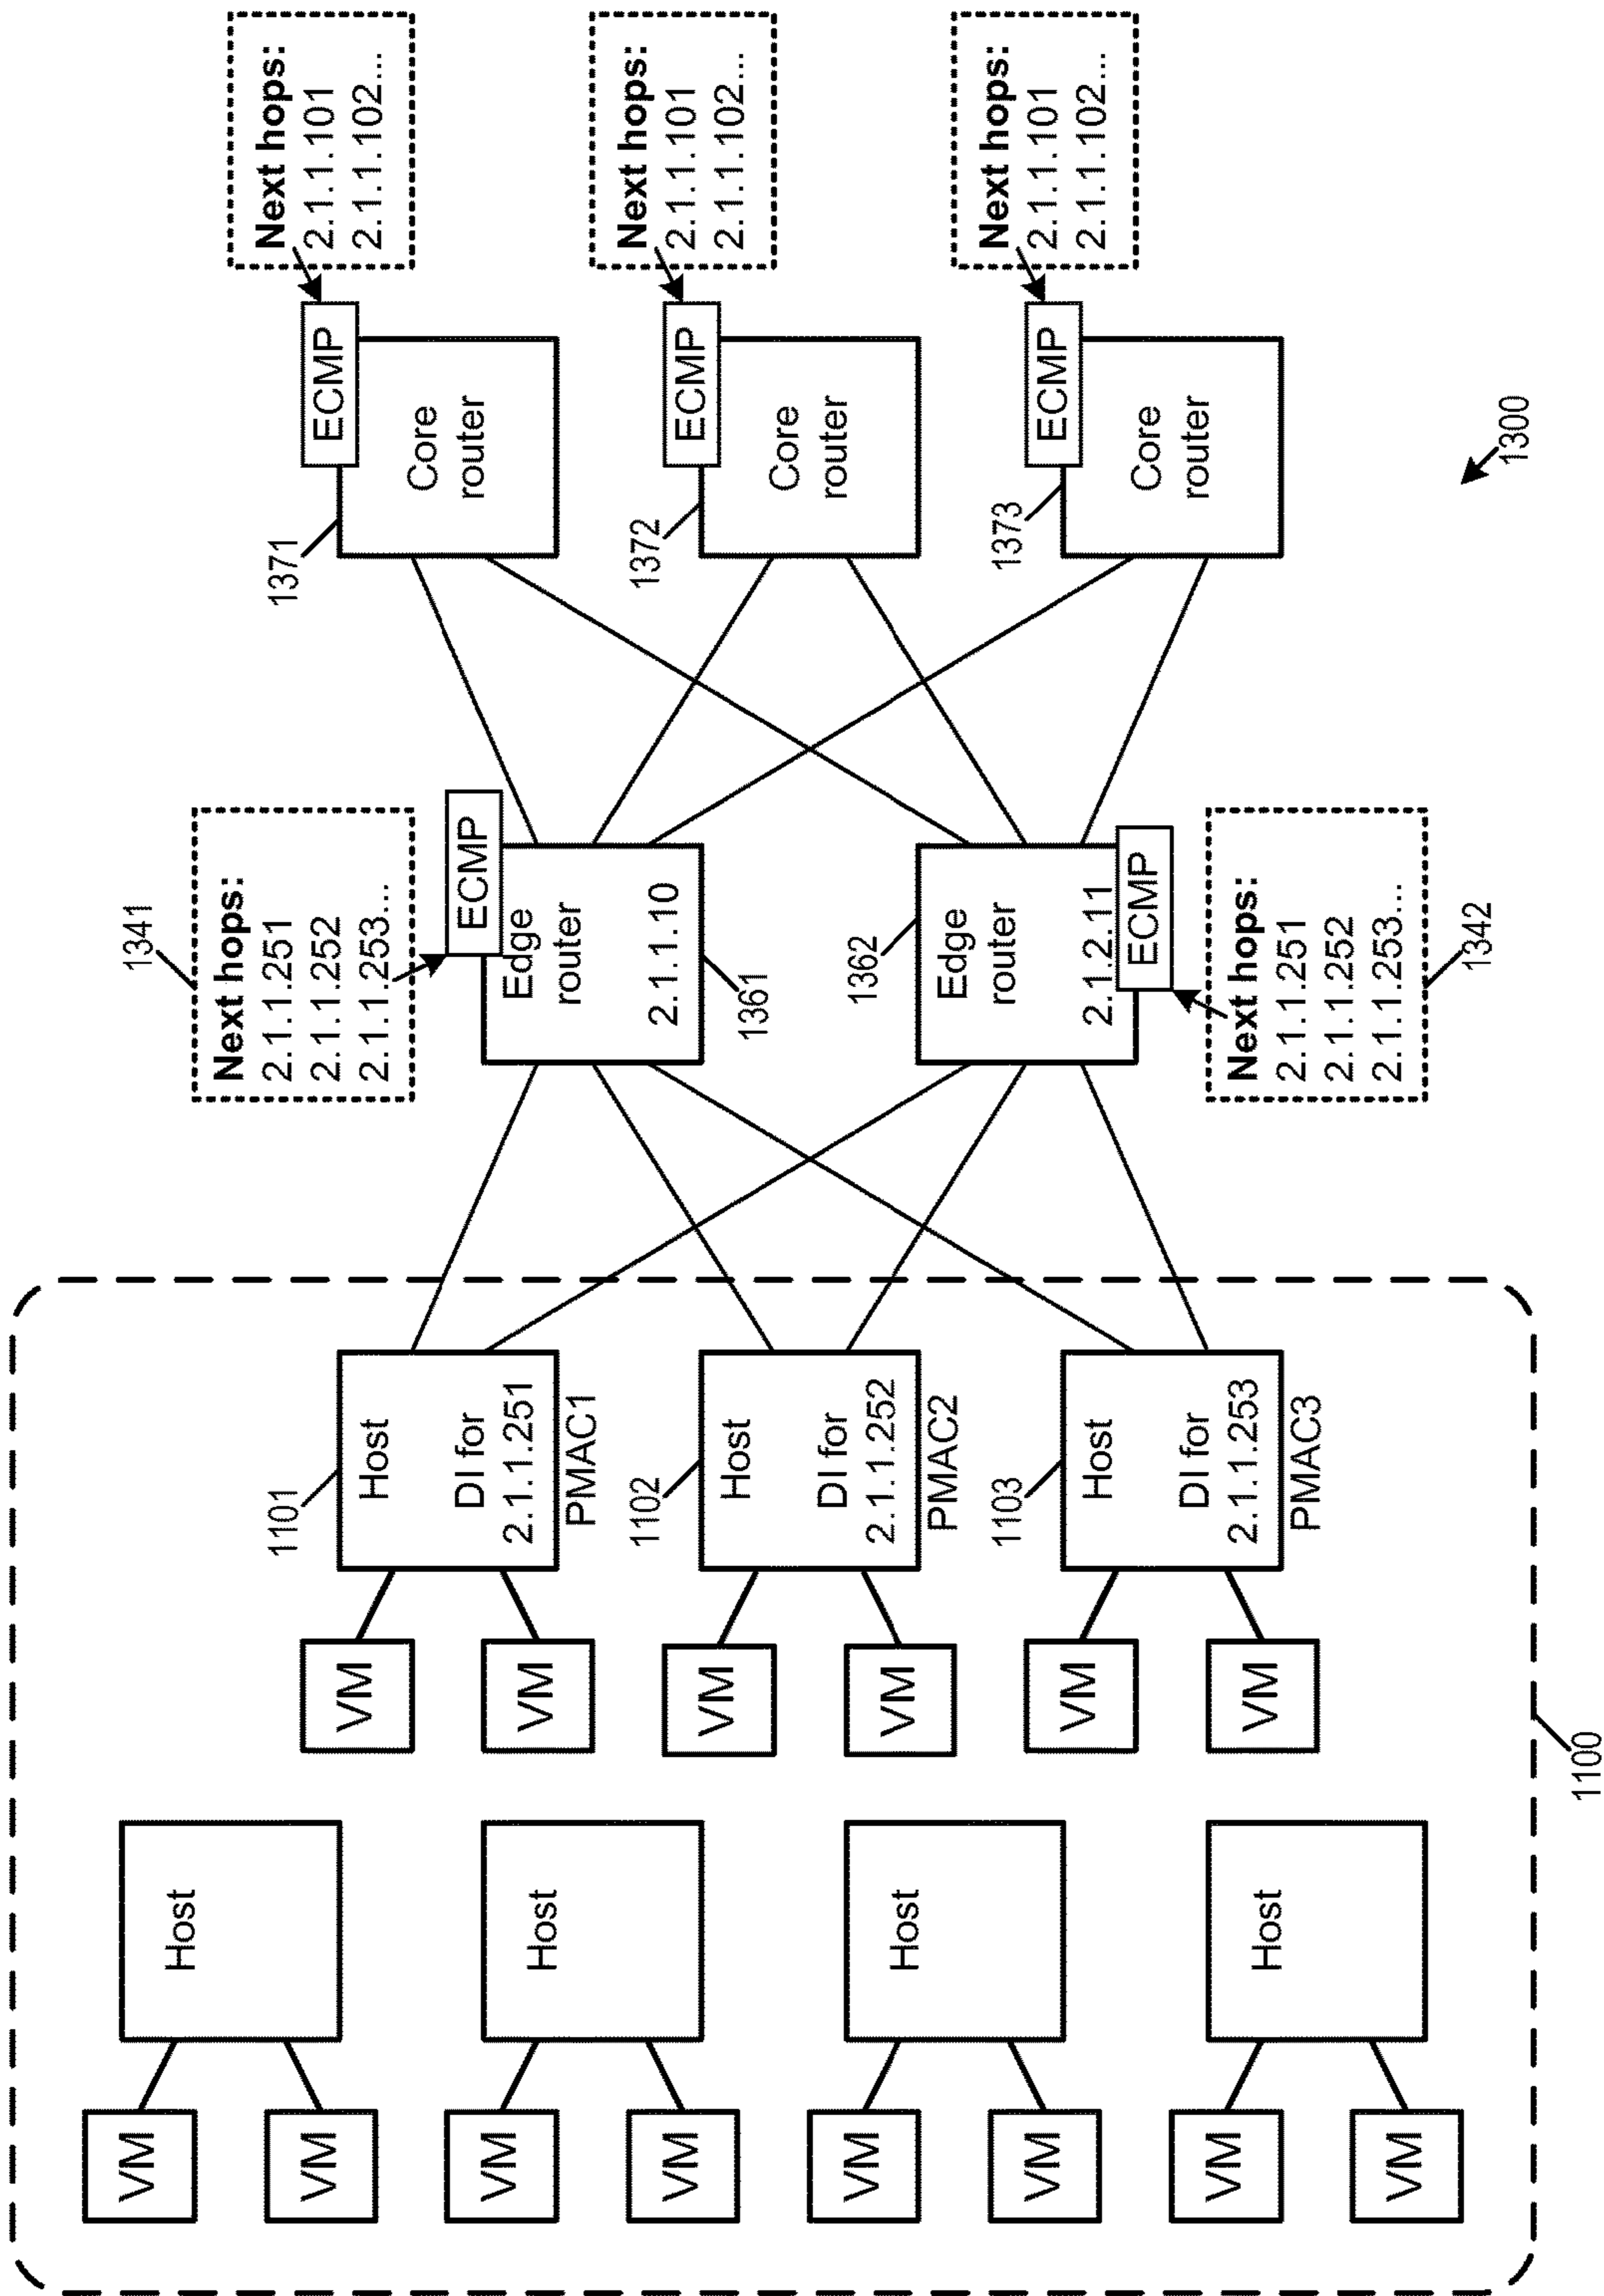 VM
VM
Host
VM
VM
Host
VM
VM
Host
VM
VM
Host
1100
VM
VM
1101
Host
DI for
2.1.1.251
PMAC1
VM
VM
1102
Host
DI for
2.1.1.252
PMAC2
VM
VM
1103
Host
DI for
2.1.1.253
PMAC3
1341
Next hops:
2.1.1.251
2.1.1.252
2.1.1.253...
ECMP
Edge
router
2.1.1.10
1361
1362
Edge
router
2.1.2.11
ECMP
Next hops:
2.1.1.251
2.1.1.252
2.1.1.253...
1342
Next hops:
2.1.1.101
2.1.1.102...
ECMP
1371
Core
router
Next hops:
2.1.1.101
2.1.1.102...
ECMP
1372
Core
router
Next hops:
2.1.1.101
2.1.1.102...
ECMP
1373
Core
router
1300